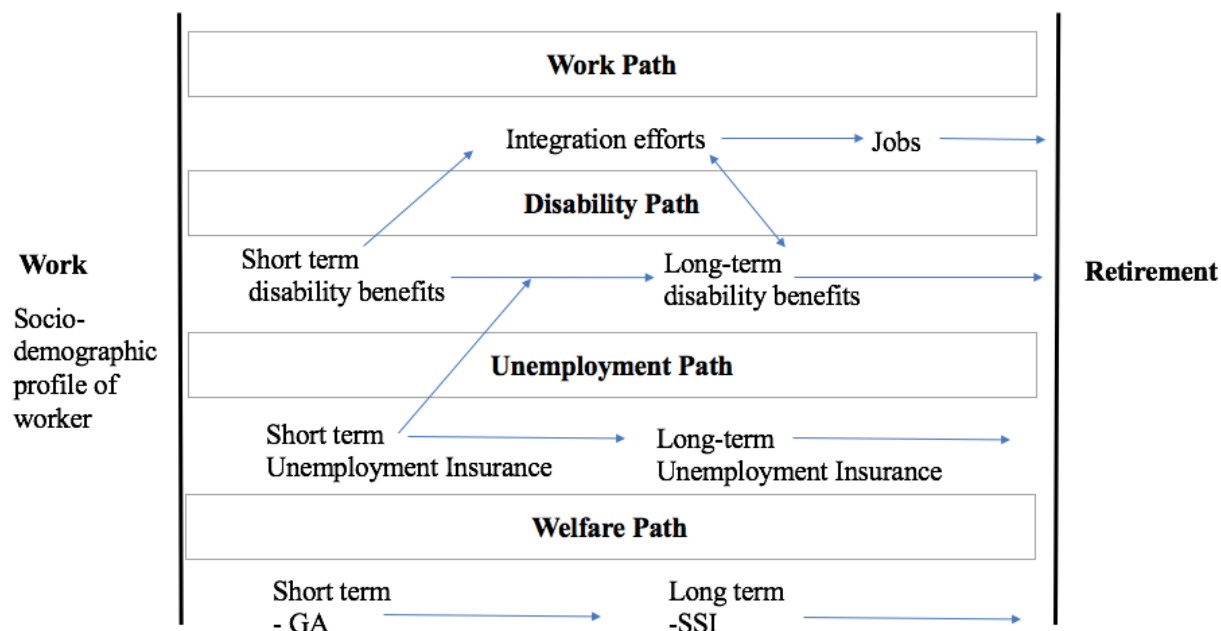 Work Path
Integration efforts
Jobs
Disability Path
Work
Socio-
demographic
profile of
worker
Short term
disability benefits
Long-term
disability benefits
Retirement
Unemployment Path
Short term
Unemployment Insurance
Long-term
Unemployment Insurance
Welfare Path
Short term
- GA
Long term
-SSI